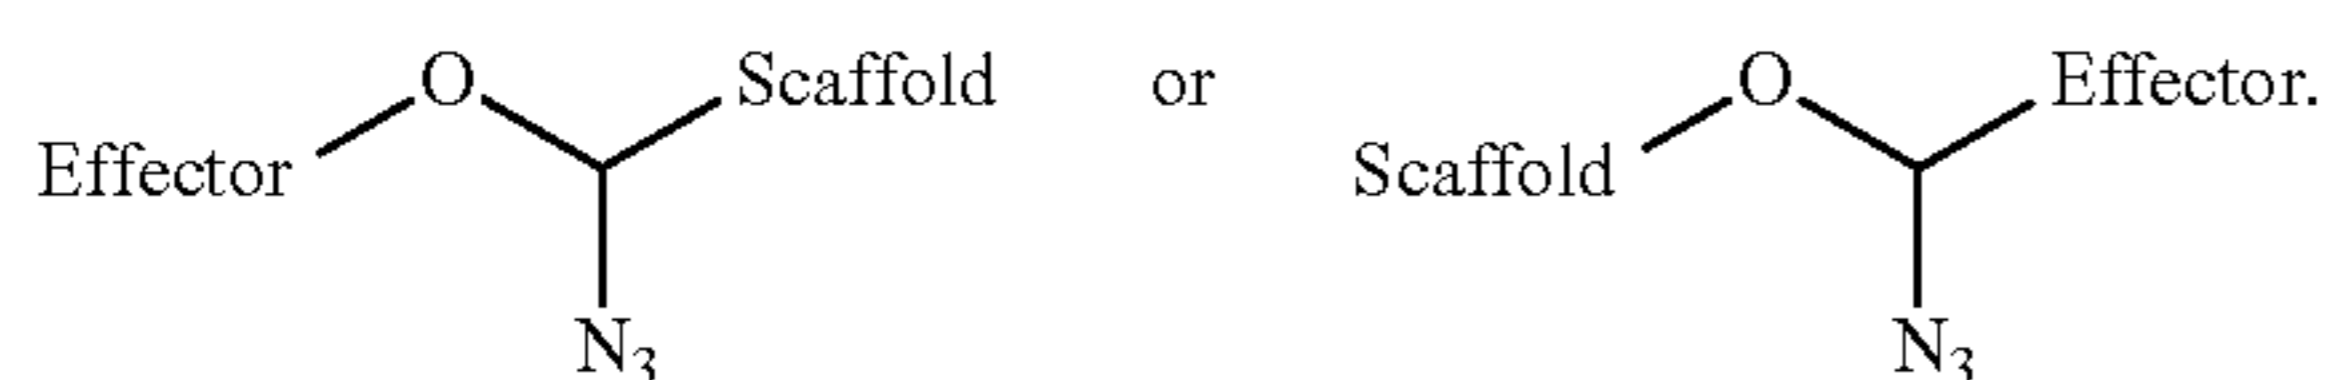 O Scaffold or O Effector.
Effector Scaffold
N3 N3